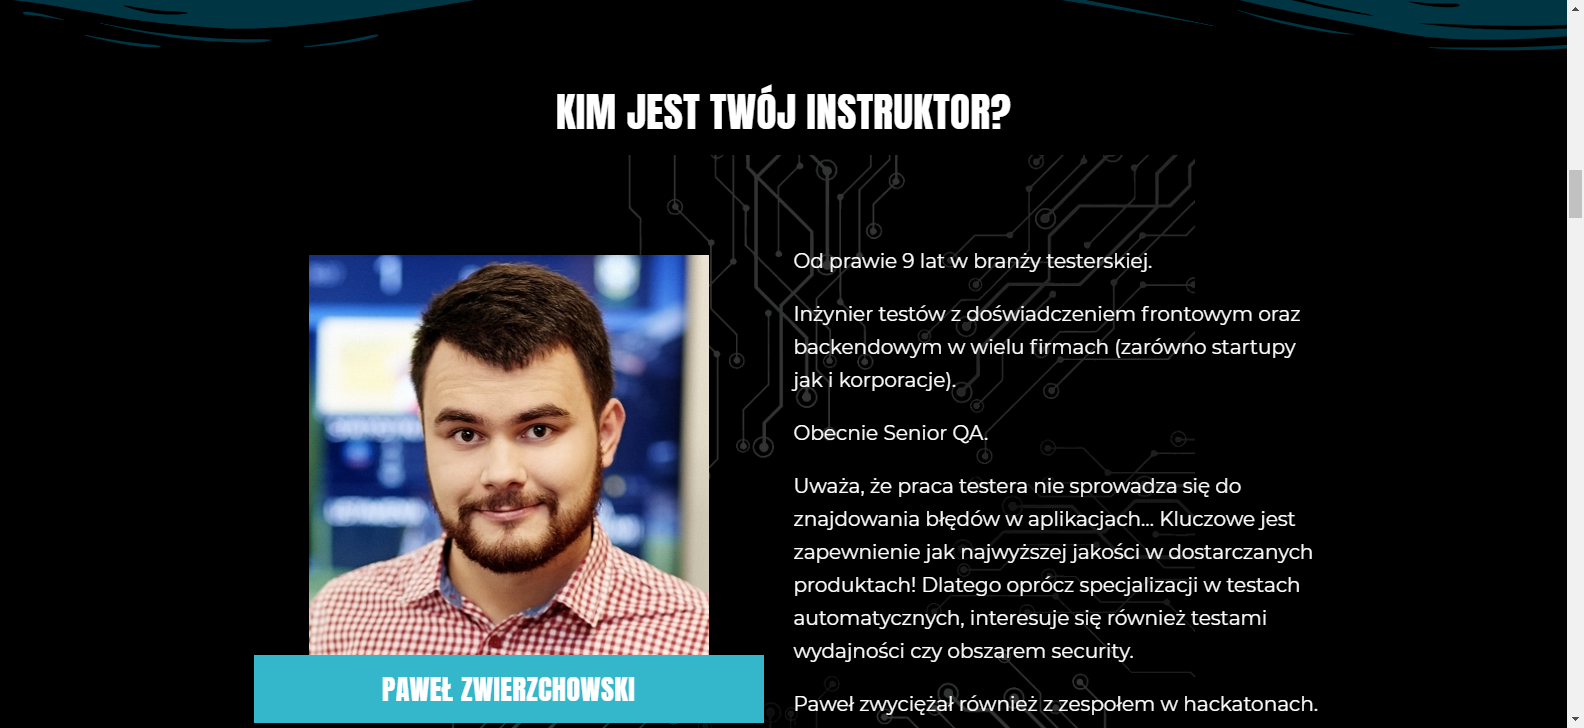 KIM JEST TWÓJ INSTRUKTOR?
Od prawie 9 lat w branży testerskiej.
Inżynier testów z doświadczeniem frontowym oraz
backendowym w wielu firmach (zarówno startupy
jak i korporacje).
Obecnie Senior QA.
Uważa, że praca testera nie sprowadza się do
znajdowania błędów w aplikacjach... Kluczowe jest
zapewnienie jak najwyższej jakości w dostarczanych
produktach! Dlatego oprócz specjalizacji w testach
automatycznych, interesuje się również testami
wydajności czy obszarem security.
Paweł zwyciężał również z zespołem w hackatonach.
PAWEŁ ZWIERZCHOWSKI